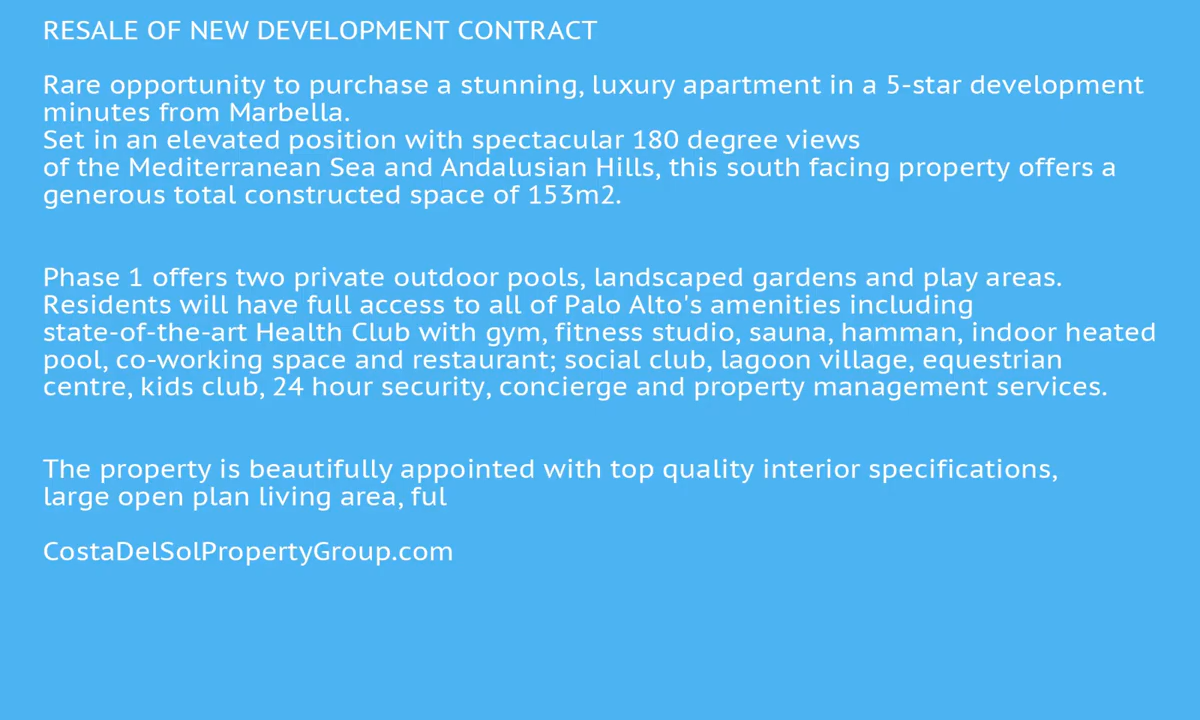 RESALE OF NEW DEVELOPMENT CONTRACT
Rare opportunity to purchase a stunning, luxury apartment in a 5-star development
minutes from Marbella.
Set in an elevated position with spectacular 180 degree views
of the Mediterranean Sea and Andalusian Hills, this south facing property offers a
generous total constructed space of 153m2.
Phase 1 offers two private outdoor pools, landscaped gardens and play areas.
Residents will have full access to all of Palo Alto's amenities including
state-of-the-art Health Club with gym, fitness studio, sauna, hamman, indoor heated
pool, co-working space and restaurant; social club, lagoon village, equestrian
centre, kids club, 24 hour security, concierge and property management services.
The property is beautifully appointed with top quality interior specifications,
large open plan living area, ful
CostaDelSolPropertyGroup.com